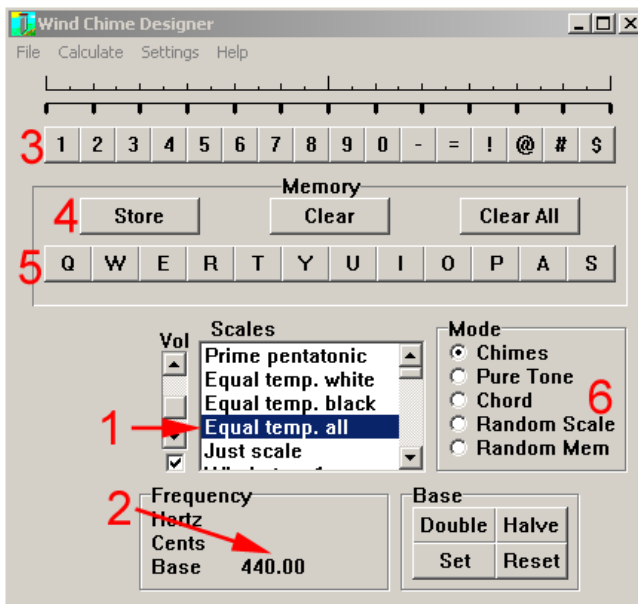 Wind Chime Designer
File Calculate Settings Help
3 1 2 3 4 5 6 7 8 9 0 - = ! @ # $
Memory
4 Store Clear Clear All
5 Q W E R T Y U I O P A S
Vol
Scales
Prime pentatonic
Equal temp. white
Equal temp. black
1 Equal temp. all
Just scale
Mode
Chimes
Pure Tone
Chord
Random Scale
Random Mem
6
Frequency
2 Hertz
Cents
Base 440.00
Base
Double Halve
Set Reset